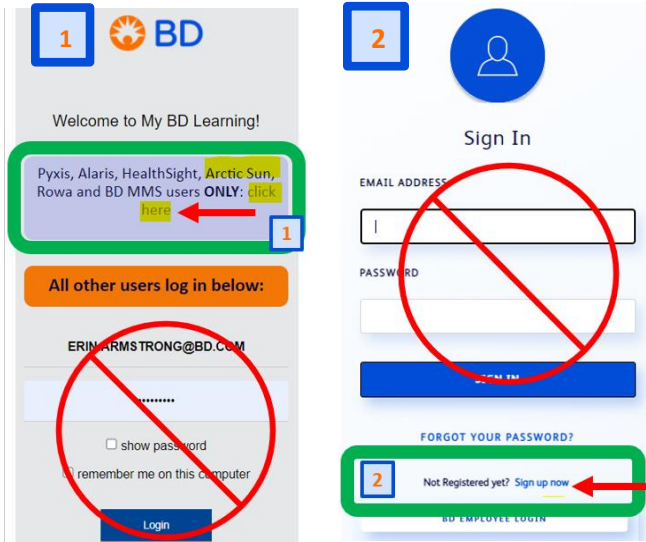 1
BD
Welcome to My BD Learning!
Pyxis, Alaris, HealthSight, Arctic Sun,
Rowa and BD MMS users ONLY: click
here
1
All other users log in below:
ERIN.ARMSTRONG@BD.COM
•••••••••
show password
remember me on this computer
Login
2
Sign In
EMAIL ADDRESS
PASSWORD
SIGN IN
FORGOT YOUR PASSWORD?
2
Not Registered yet? Sign up now
BD EMPLOYEE LOGIN